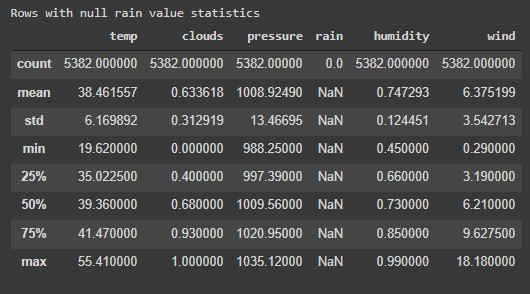 Rows with null rain value statistics
temp clouds pressure rain humidity wind
count 5382.000000 5382.000000 5382.00000 0.0 5382.000000 5382.000000
mean 38.461557 0.633618 1008.92490 NaN 0.747293 6.375199
std 6.169892 0.312919 13.46695 NaN 0.124451 3.542713
min 19.620000 0.000000 988.25000 NaN 0.450000 0.290000
25% 35.022500 0.400000 997.39000 NaN 0.660000 3.190000
50% 39.360000 0.680000 1009.56000 NaN 0.730000 6.210000
75% 41.470000 0.930000 1020.95000 NaN 0.850000 9.627500
max 55.410000 1.000000 1035.12000 NaN 0.990000 18.180000